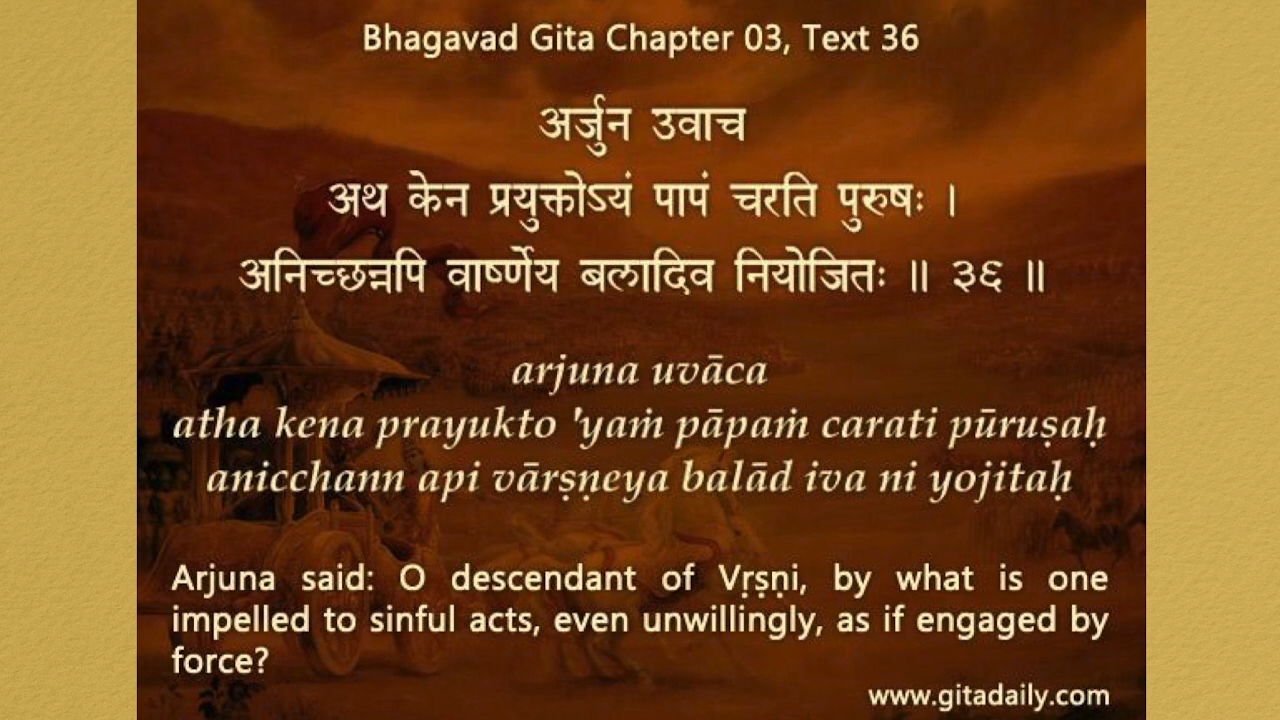 Bhagavad Gita Chapter 03, Text 36
अर्जुन उवाच
अथ केन प्रयुक्तोऽयं पापं चरति पुरुषः ।
अनिच्छन्नपि वार्ष्णेय बलादिव नियोजितः ॥ ३६ ॥
arjuna uvāca
atha kena prayukto 'yaṁ pāpaṁ carati pūruṣaḥ
anicchann api vārṣṇeya balād iva ni yojitaḥ
Arjuna said: O descendant of Vṛṣṇi, by what is one
impelled to sinful acts, even unwillingly, as if engaged by
force?
www.gitadaily.com